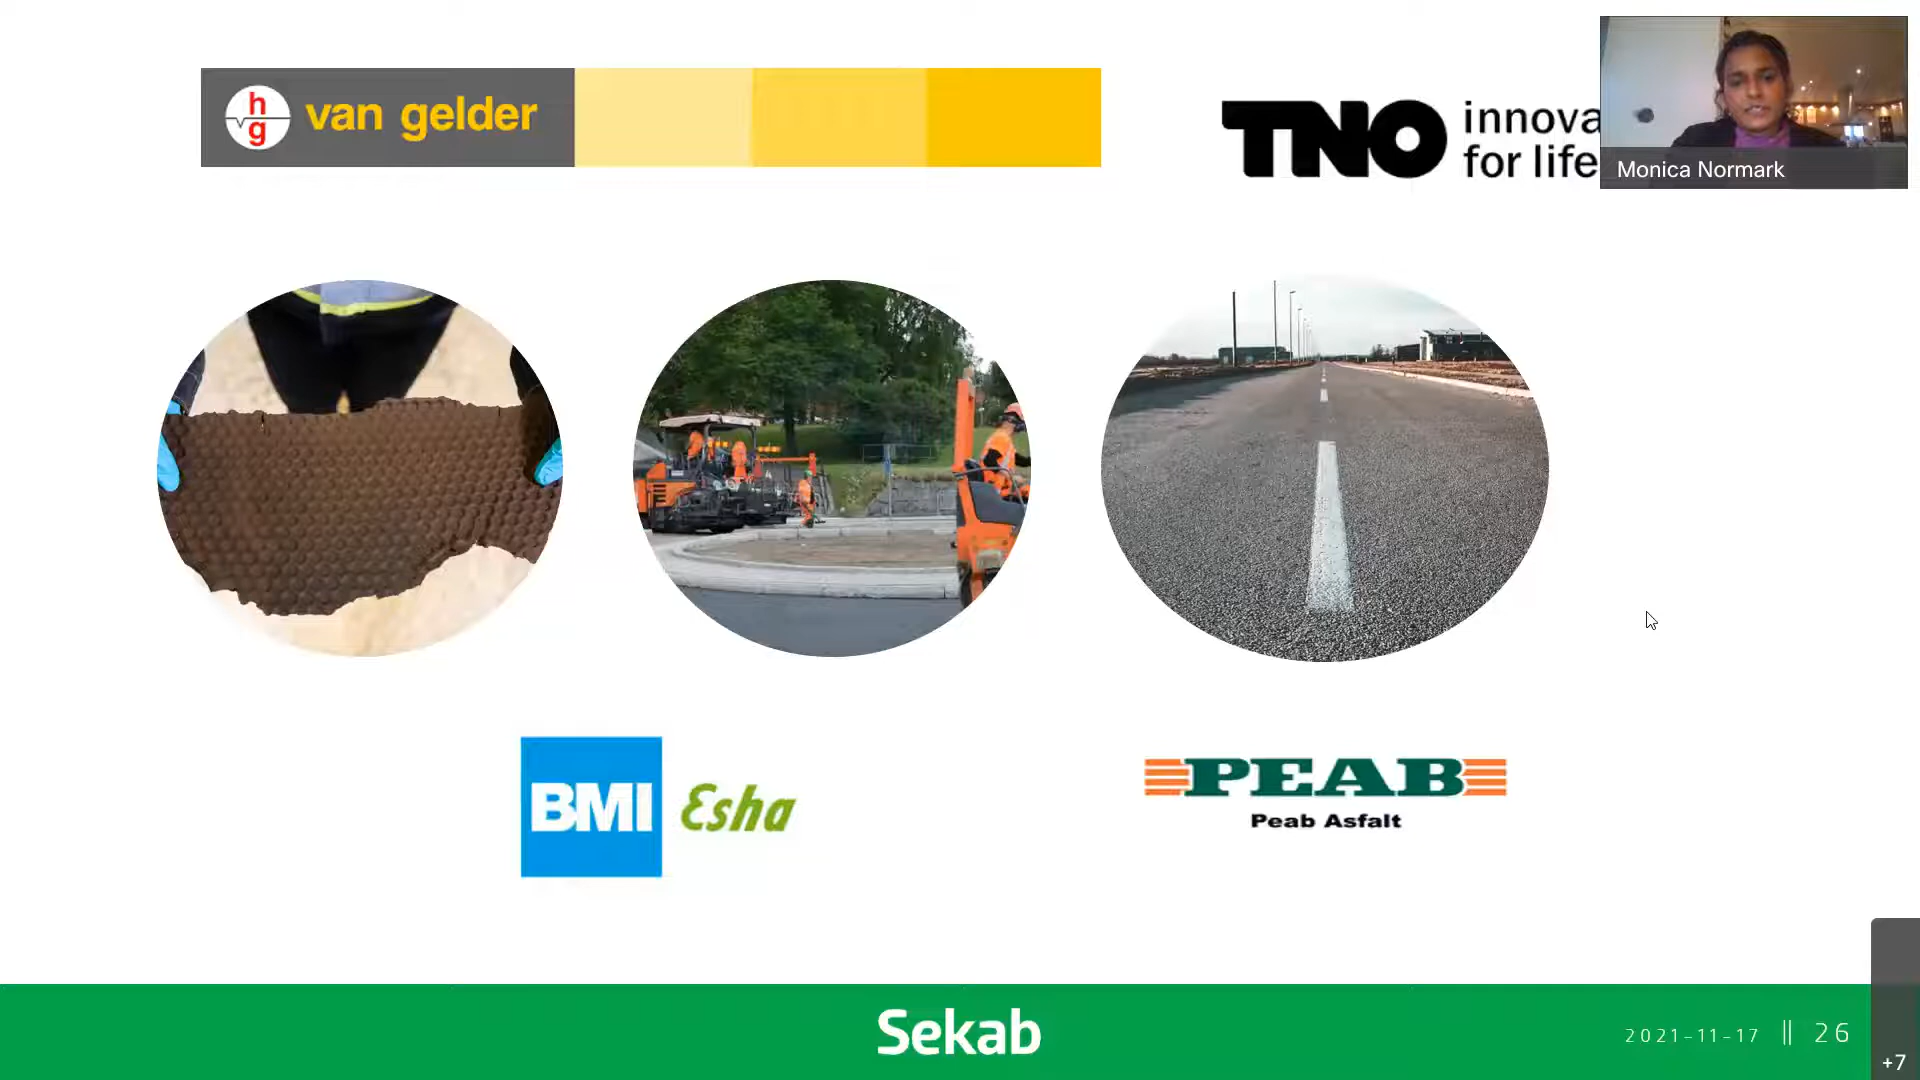 h
g
van gelder
TNO
innova
for life
Monica Normark
BMI
Esha
PEAB
Peab Asfalt
Sekab
2021-11-17 || 26
+7